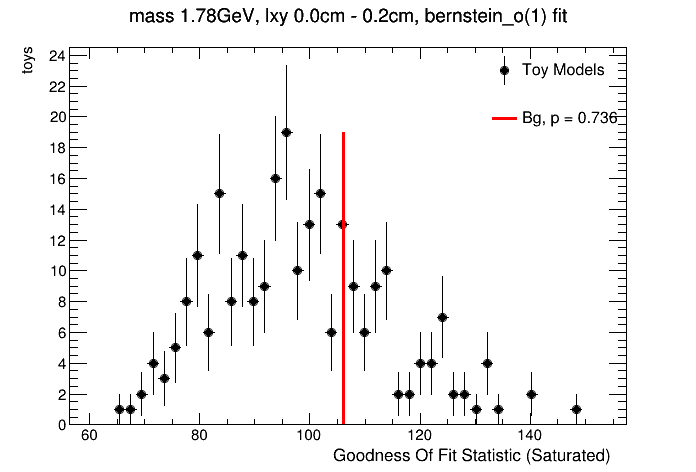 mass 1.78GeV, lxy 0.0cm - 0.2cm, bernstein_o(1) fit
toys
24
22
20
18
16
14
12
10
8
6
4
2
0
Toy Models
Bg, p = 0.736
60 80 100 120 140
Goodness Of Fit Statistic (Saturated)